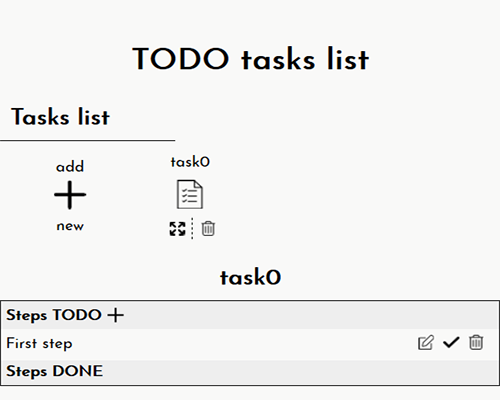 TODO tasks list
Tasks list
add
new
task0
task0
Steps TODO
First step
Steps DONE